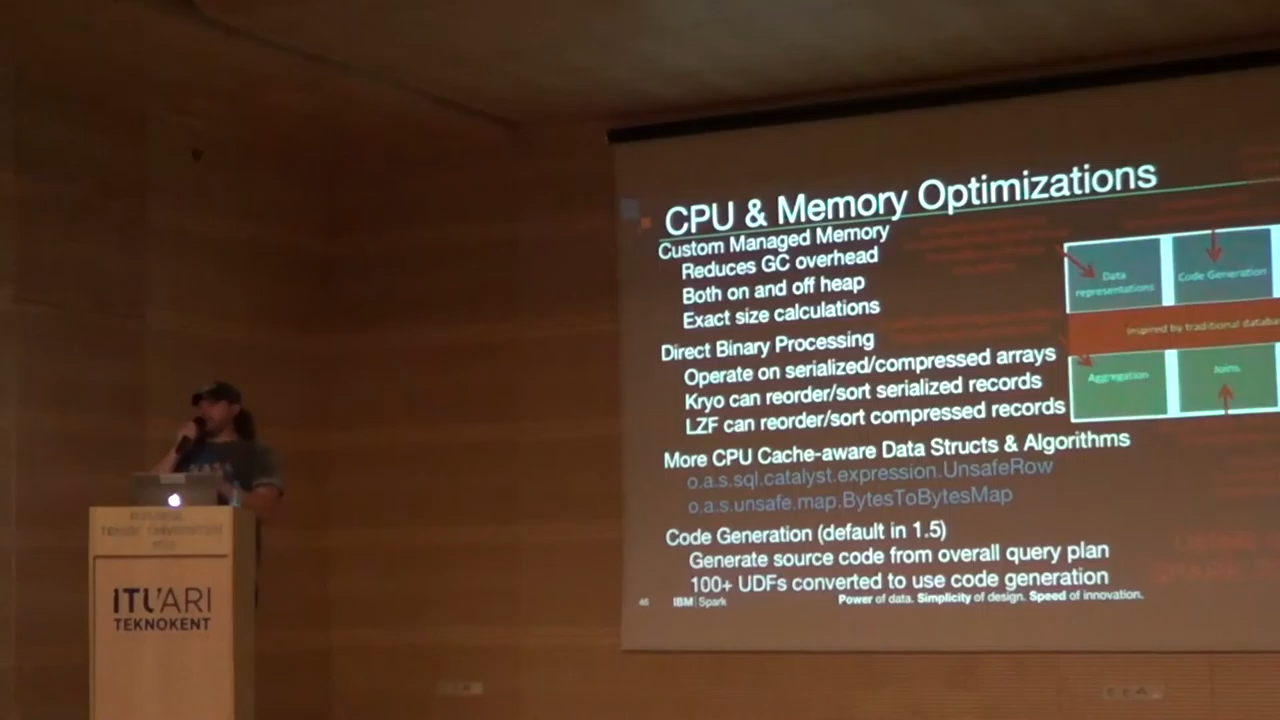 CPU & Memory Optimizations
Custom Managed Memory
Reduces GC overhead
Both on and off heap
Exact size calculations
Direct Binary Processing
Operate on serialized/compressed arrays
Kryo can reorder/sort serialized records
LZF can reorder/sort compressed records
More CPU Cache-aware Data Structs & Algorithms
o.a.s.sql.catalyst.expression.UnsafeRow
o.a.s.unsafe.map.BytesToBytesMap
Code Generation (default in 1.5)
Generate source code from overall query plan
100+ UDFs converted to use code generation
Data
representations
Code Generation
inspired by traditional
Aggregation
Joins
IBM Spark
Power of data. Simplicity of design. Speed of innovation.
ITU ARI
TEKNOKENT